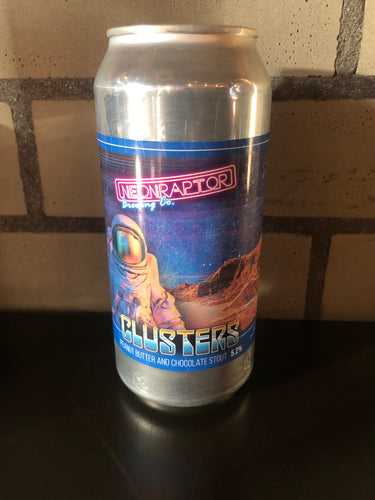 NEONRAPTOR
Brewing Co.
CLUSTERS
PEANUT BUTTER AND CHOCOLATE STOUT 5.2%